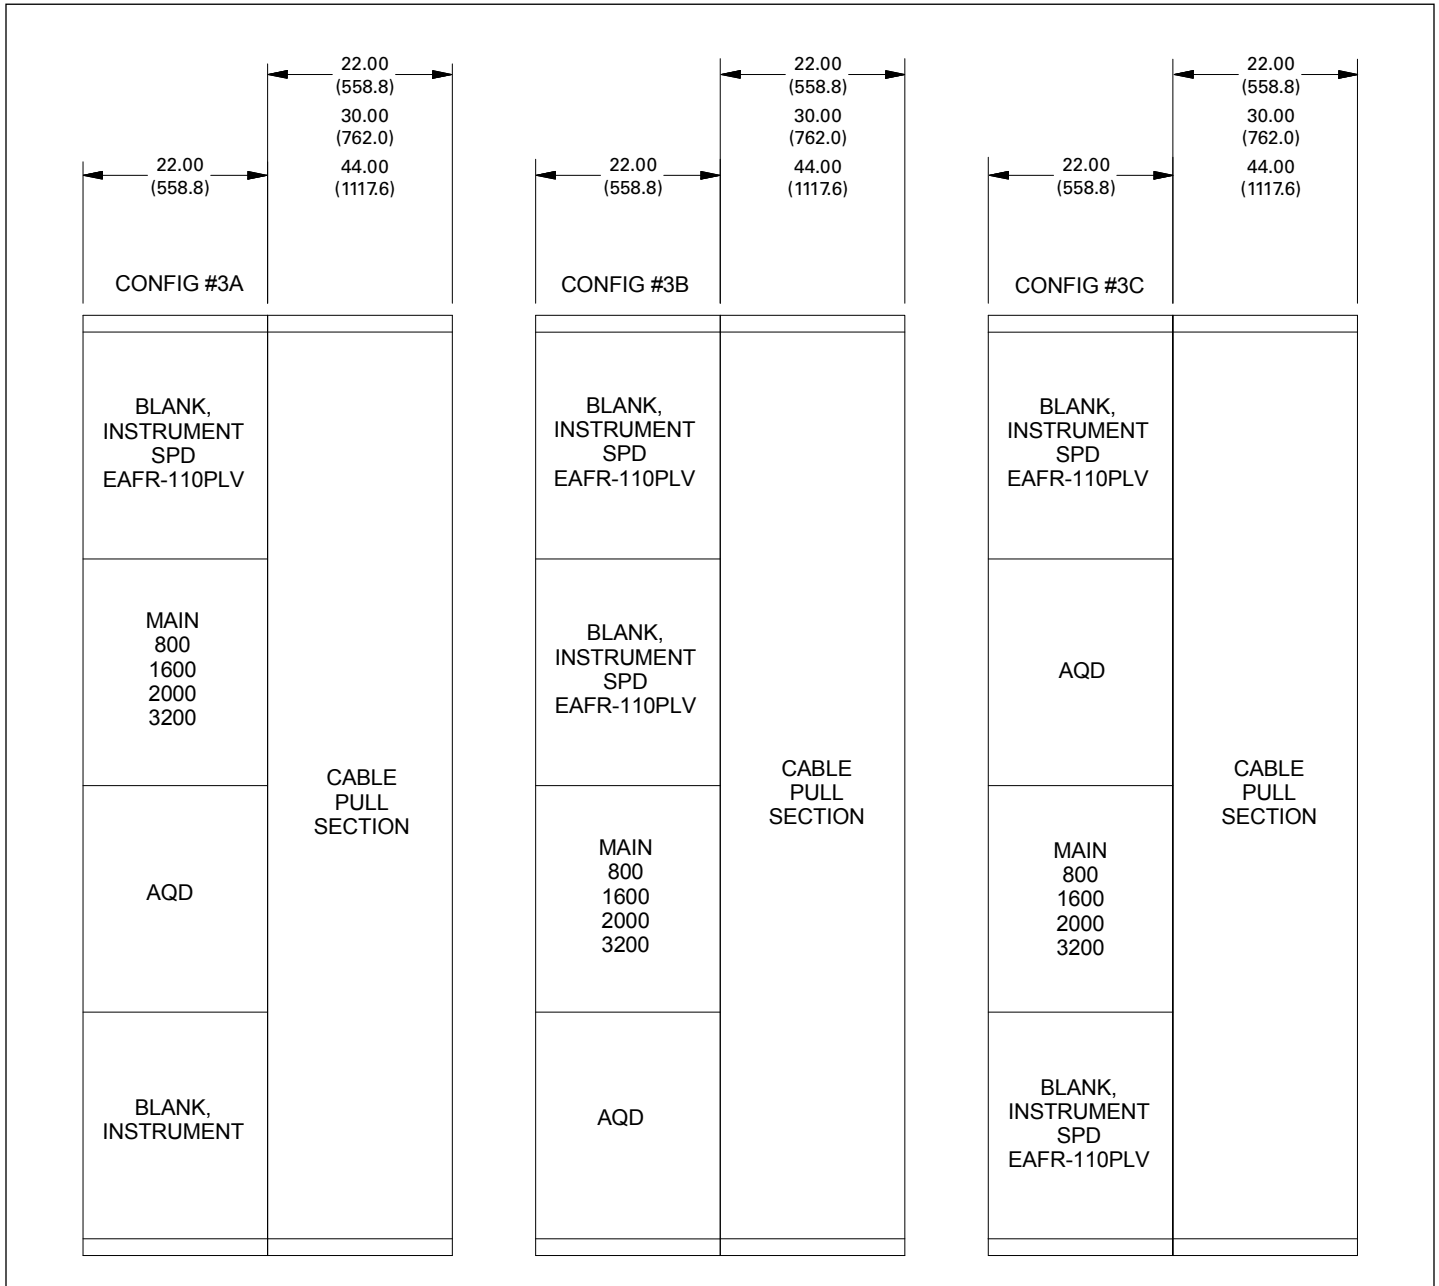 22.00
(558.8)
30.00
(762.0)
44.00
(1117.6)
22.00
(558.8)
CONFIG #3A
BLANK,
INSTRUMENT
SPD
EAFR-110PLV
MAIN
800
1600
2000
3200
AQD
BLANK,
INSTRUMENT
CABLE
PULL
SECTION
22.00
(558.8)
30.00
(762.0)
44.00
(1117.6)
22.00
(558.8)
CONFIG #3B
BLANK,
INSTRUMENT
SPD
EAFR-110PLV
BLANK,
INSTRUMENT
SPD
EAFR-110PLV
MAIN
800
1600
2000
3200
AQD
CABLE
PULL
SECTION
22.00
(558.8)
30.00
(762.0)
44.00
(1117.6)
22.00
(558.8)
CONFIG #3C
BLANK,
INSTRUMENT
SPD
EAFR-110PLV
AQD
MAIN
800
1600
2000
3200
BLANK,
INSTRUMENT
SPD
EAFR-110PLV
CABLE
PULL
SECTION